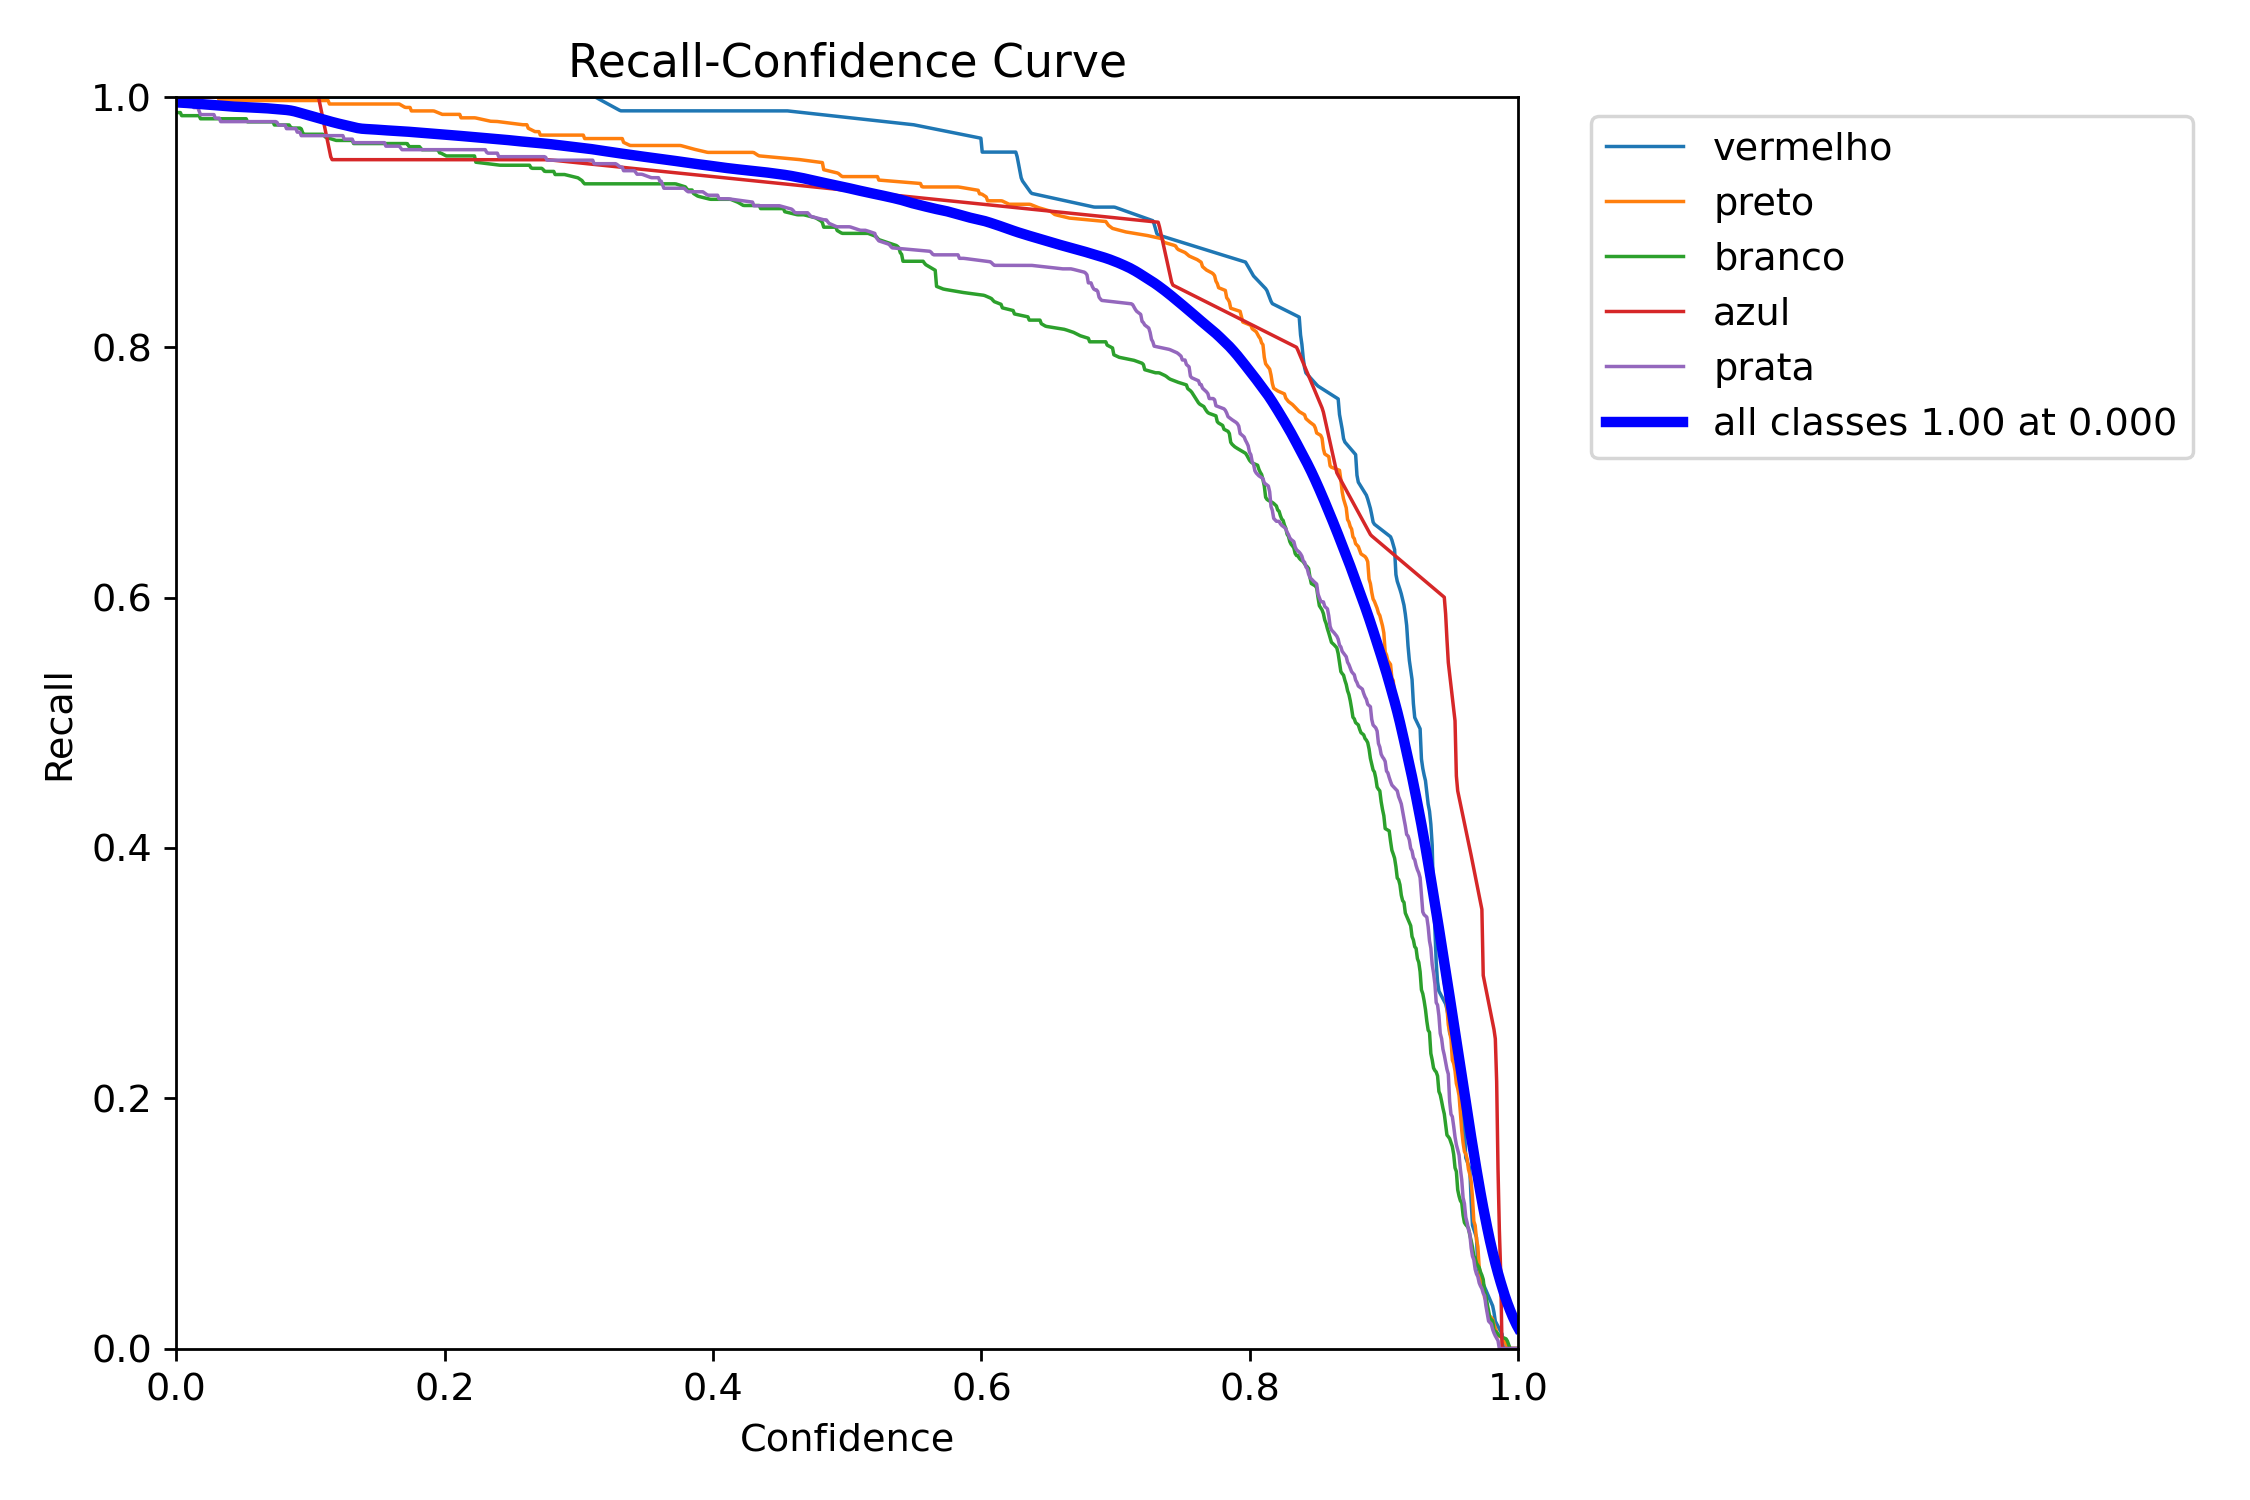 Recall-Confidence Curve
1.0
0.8
0.6
0.4
0.2
0.0
Recall
0.0 0.2 0.4 0.6 0.8 1.0
Confidence
vermelho
preto
branco
azul
prata
all classes 1.00 at 0.000